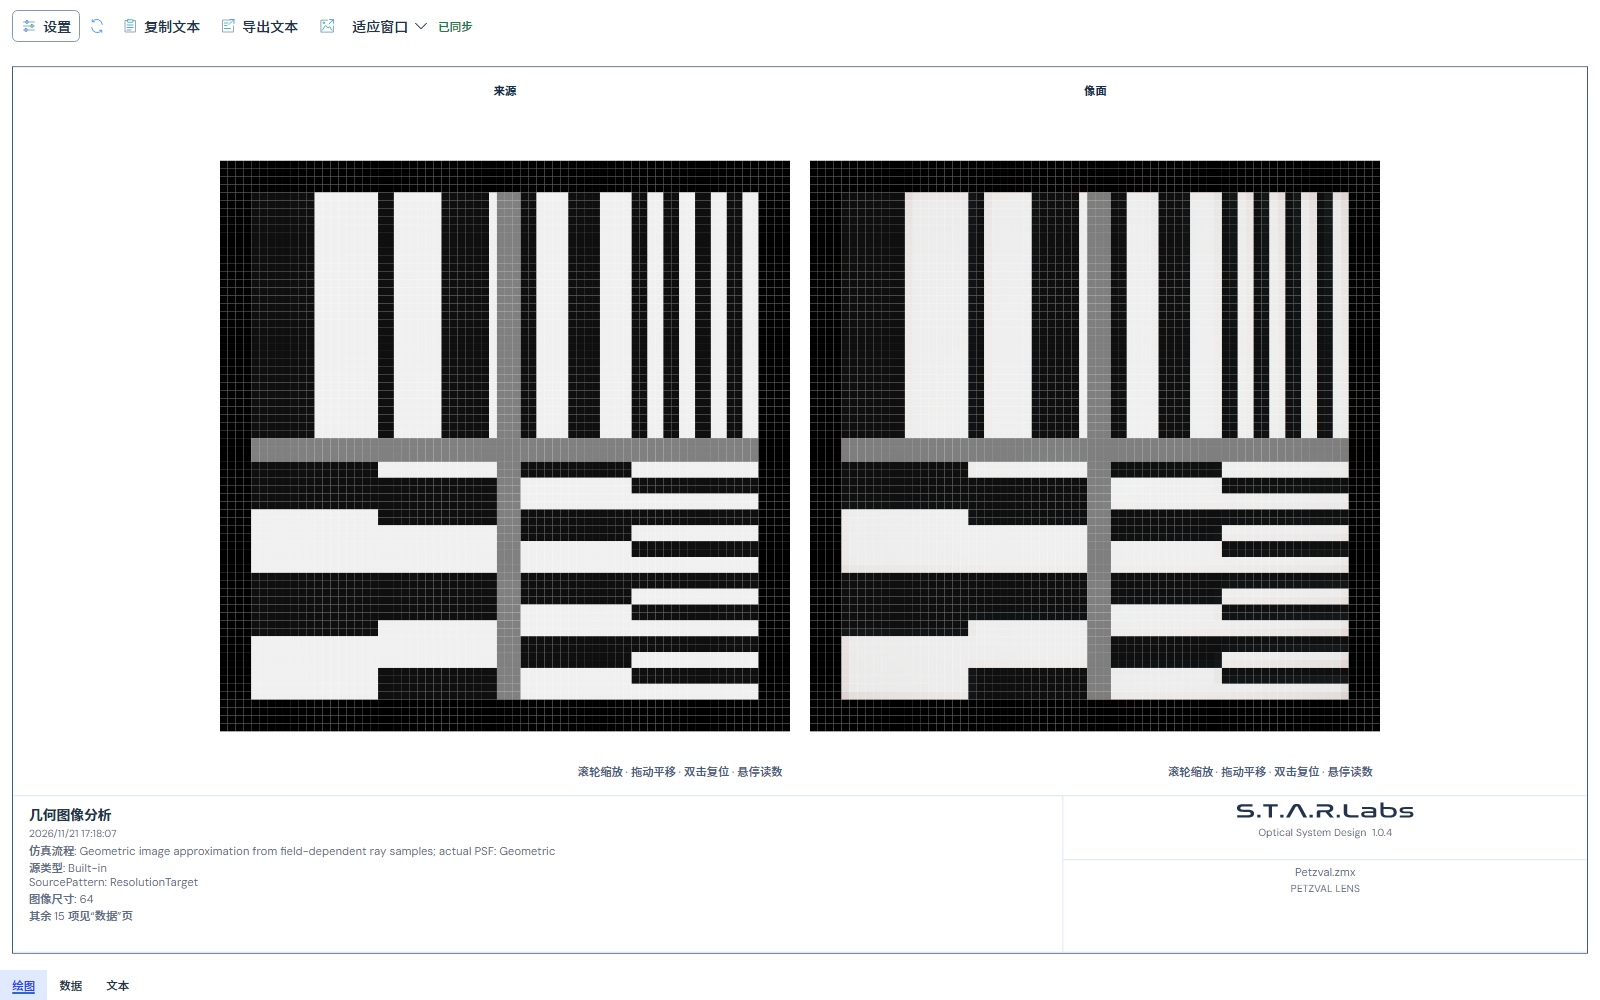 设置
复制文本
导出文本
适应窗口
已同步
来源
像面
滚轮缩放 · 拖动平移 · 双击复位 · 悬停读数
滚轮缩放 · 拖动平移 · 双击复位 · 悬停读数
几何图像分析
2026/11/21 17:18:07
仿真流程: Geometric image approximation from field-dependent ray samples; actual PSF: Geometric
源类型: Built-in
SourcePattern: ResolutionTarget
图像尺寸: 64
其余 15 项见“数据”页
S.T.A.R.Labs
Optical System Design 1.0.4
Petzval.zmx
PETZVAL LENS
绘图
数据
文本